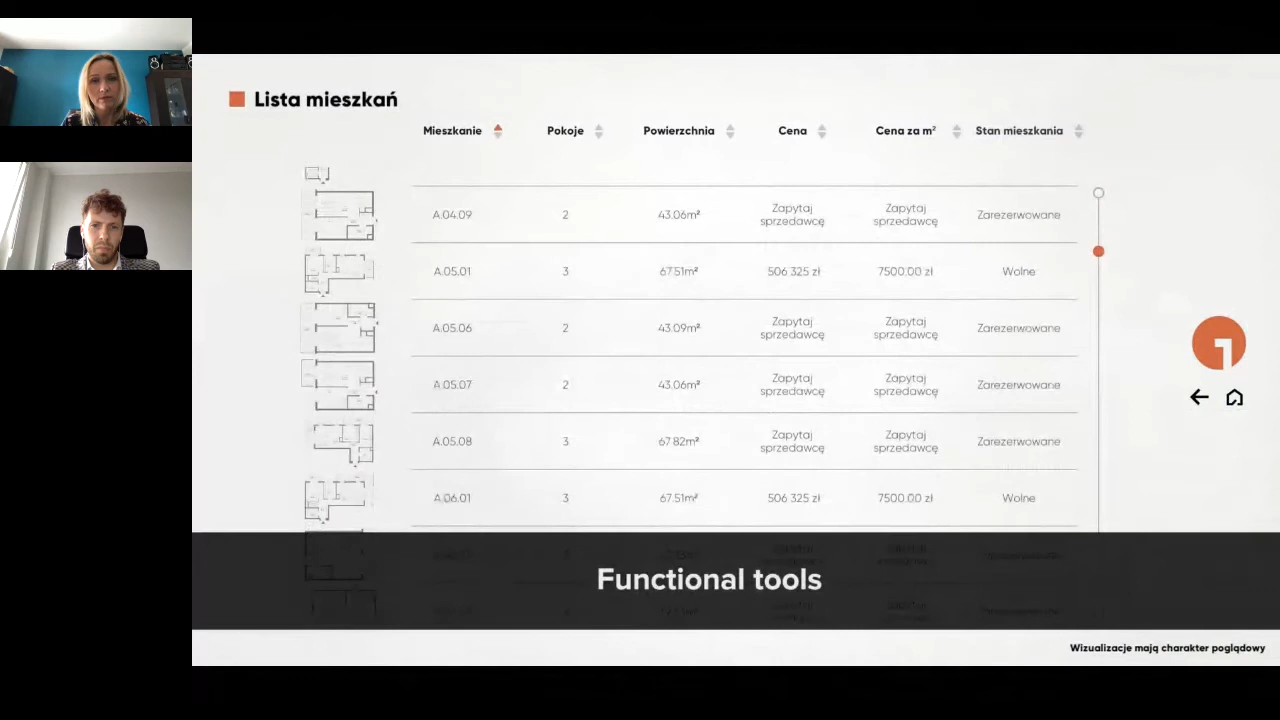 Lista mieszkań
Mieszkanie Pokoje Powierzchnia Cena Cena za m² Stan mieszkania
A.04.09 2 43.06m² Zapytaj sprzedawcę Zapytaj sprzedawcę Zarezerwowane
A.05.01 3 67.51m² 506 325 zł 7500.00 zł Wolne
A.05.06 2 43.09m² Zapytaj sprzedawcę Zapytaj sprzedawcę Zarezerwowane
A.05.07 2 43.06m² Zapytaj sprzedawcę Zapytaj sprzedawcę Zarezerwowane
A.05.08 3 67.82m² Zapytaj sprzedawcę Zapytaj sprzedawcę Zarezerwowane
A.06.01 3 67.51m² 506 325 zł 7500.00 zł Wolne
Functional tools
Wizualizacje mają charakter poglądowy